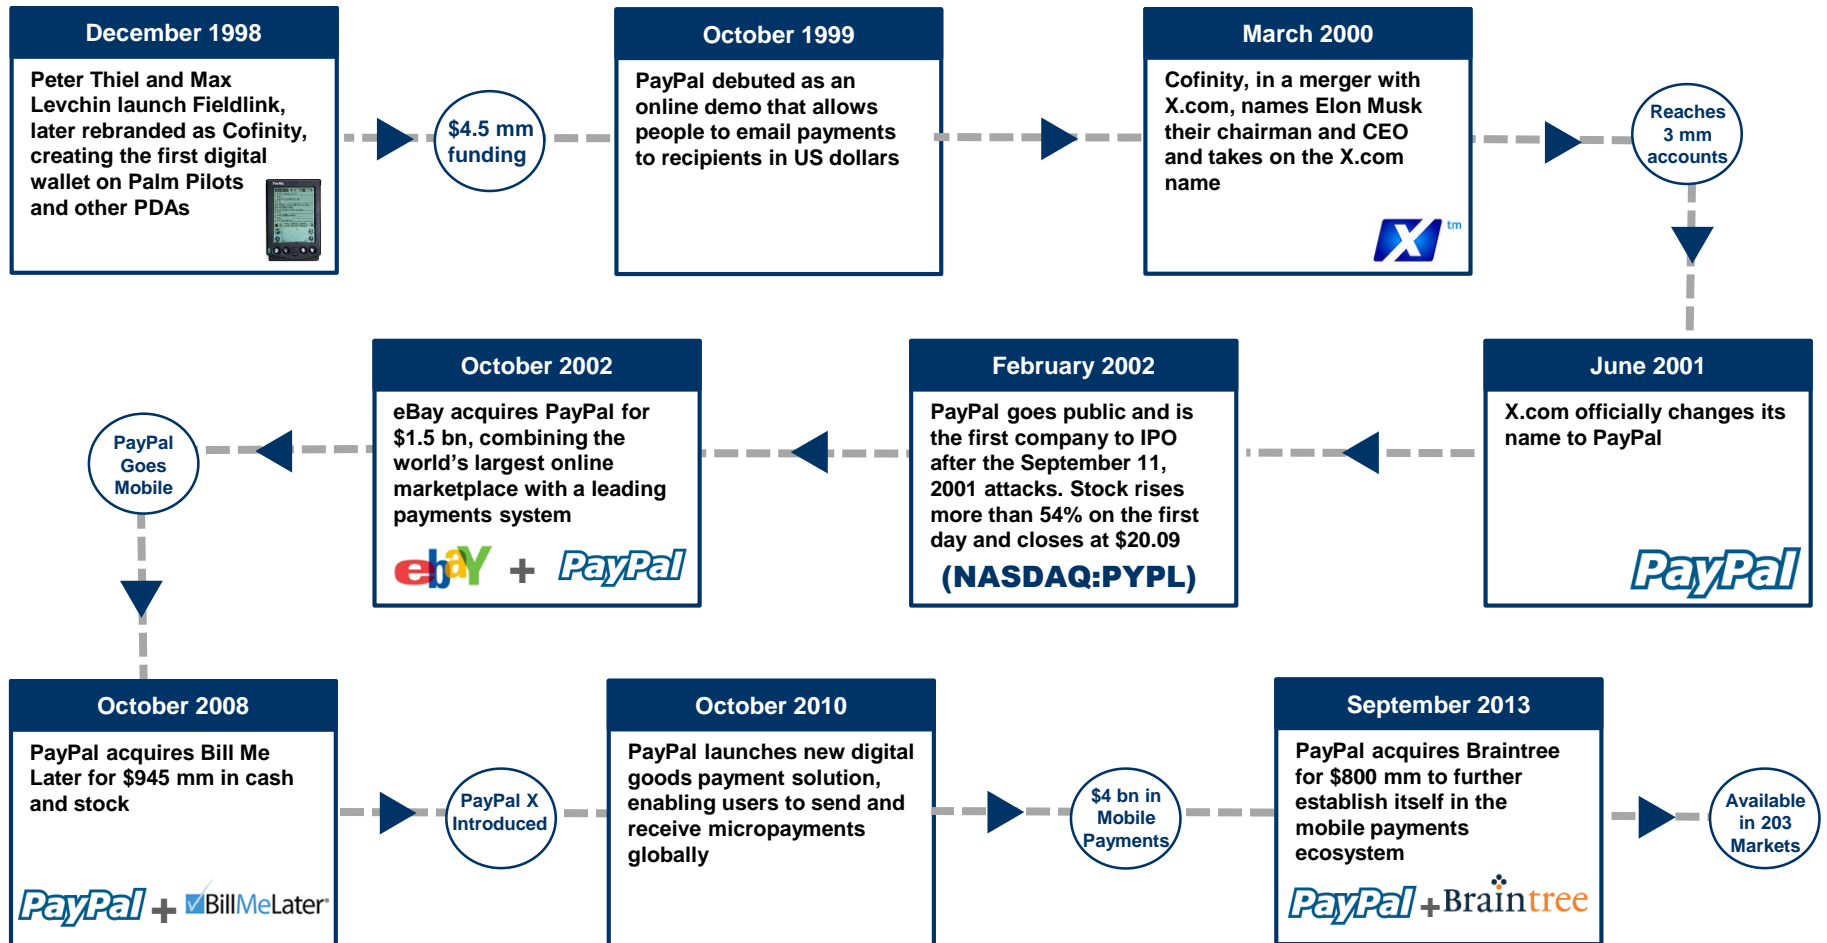 December 1998
Peter Thiel and Max
Levchin launch Fieldlink,
later rebranded as Cofinity,
creating the first digital
wallet on Palm Pilots
and other PDAs
$4.5 mm
funding
October 1999
PayPal debuted as an
online demo that allows
people to email payments
to recipients in US dollars
March 2000
Cofinity, in a merger with
X.com, names Elon Musk
their chairman and CEO
and takes on the X.com
name
X tm
Reaches
3 mm
accounts
June 2001
X.com officially changes its
name to PayPal
PayPal
February 2002
PayPal goes public and is
the first company to IPO
after the September 11,
2001 attacks. Stock rises
more than 54% on the first
day and closes at $20.09
(NASDAQ:PYPL)
October 2002
eBay acquires PayPal for
$1.5 bn, combining the
world’s largest online
marketplace with a leading
payments system
ebaY + PayPal
PayPal
Goes
Mobile
October 2008
PayPal acquires Bill Me
Later for $945 mm in cash
and stock
PayPal + BillMeLater®
PayPal X
Introduced
October 2010
PayPal launches new digital
goods payment solution,
enabling users to send and
receive micropayments
globally
$4 bn in
Mobile
Payments
September 2013
PayPal acquires Braintree
for $800 mm to further
establish itself in the
mobile payments
ecosystem
PayPal + Braintree
Available
in 203
Markets